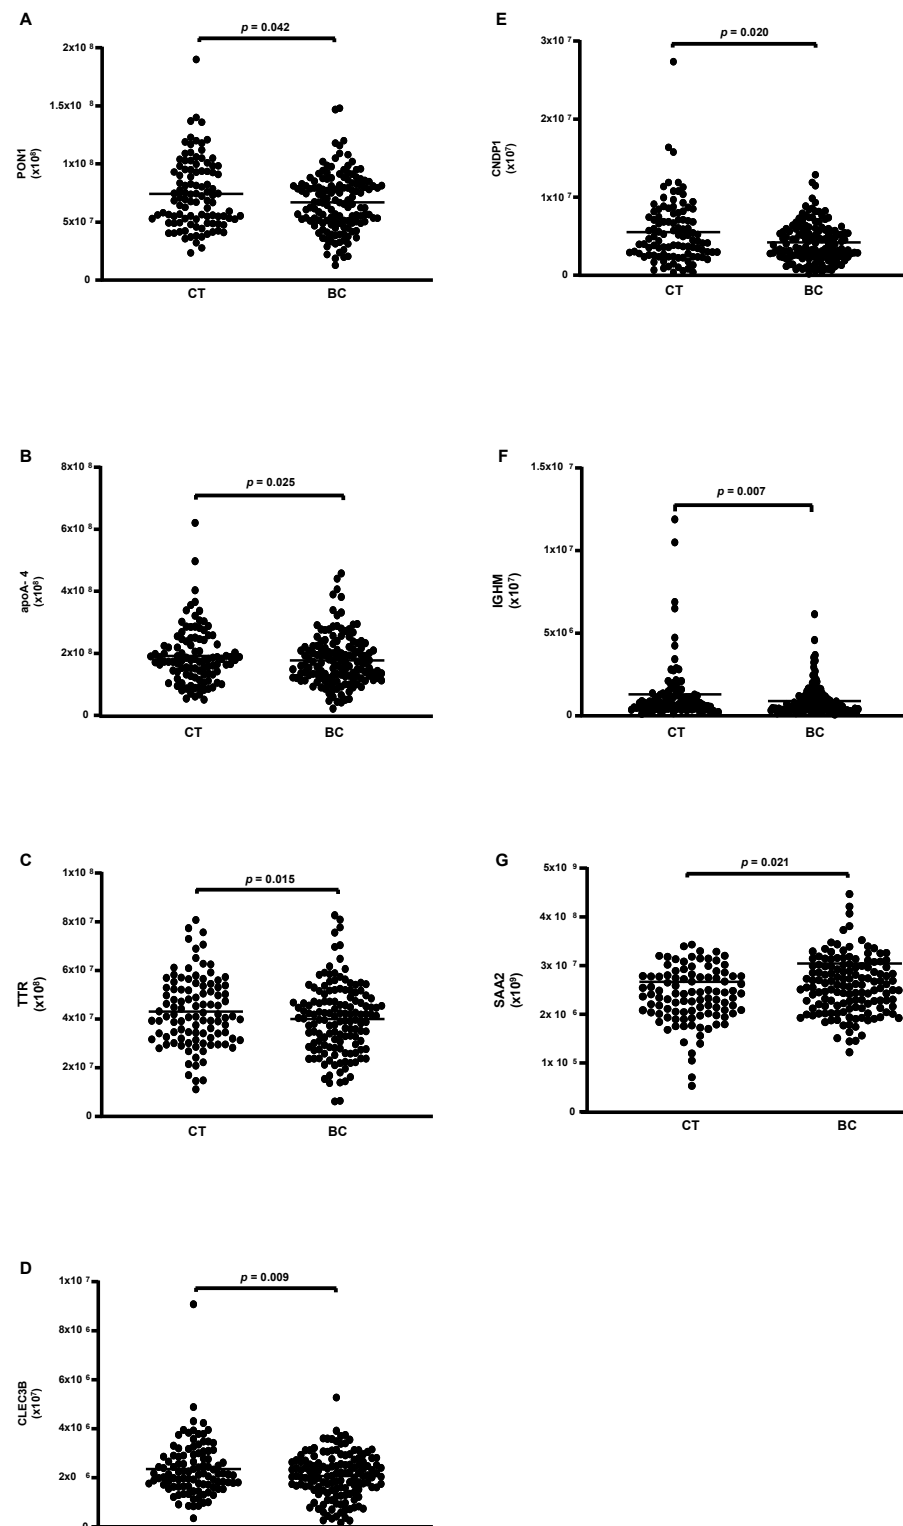 A
p = 0.042
2x10 8
1.5x10 8
1x10 8
5x10 7
0
PON1
(x10⁸)
CT BC
E
p = 0.020
3x10 7
2x10 7
1x10 7
0
CNDP1
(x10⁷)
CT BC
B
p = 0.025
8x10 8
6x10 8
4x10 8
2x10 8
0
apoA- 4
(x10⁸)
CT BC
F
p = 0.007
1.5x10 7
1x10 7
5x10 6
0
IGHM
(x10⁷)
CT BC
C
p = 0.015
1x10 8
8x10 7
6x10 7
4x10 7
2x10 7
0
TTR
(x10⁸)
CT BC
G
p = 0.021
5x10 9
4x 10 8
3x 10 7
2x 10 6
1x 10 5
0
SAA2
(x10⁹)
CT BC
D
p = 0.009
1x10 7
8x10 6
6x10 6
4x10 6
2x0 6
CLEC3B
(x10⁷)